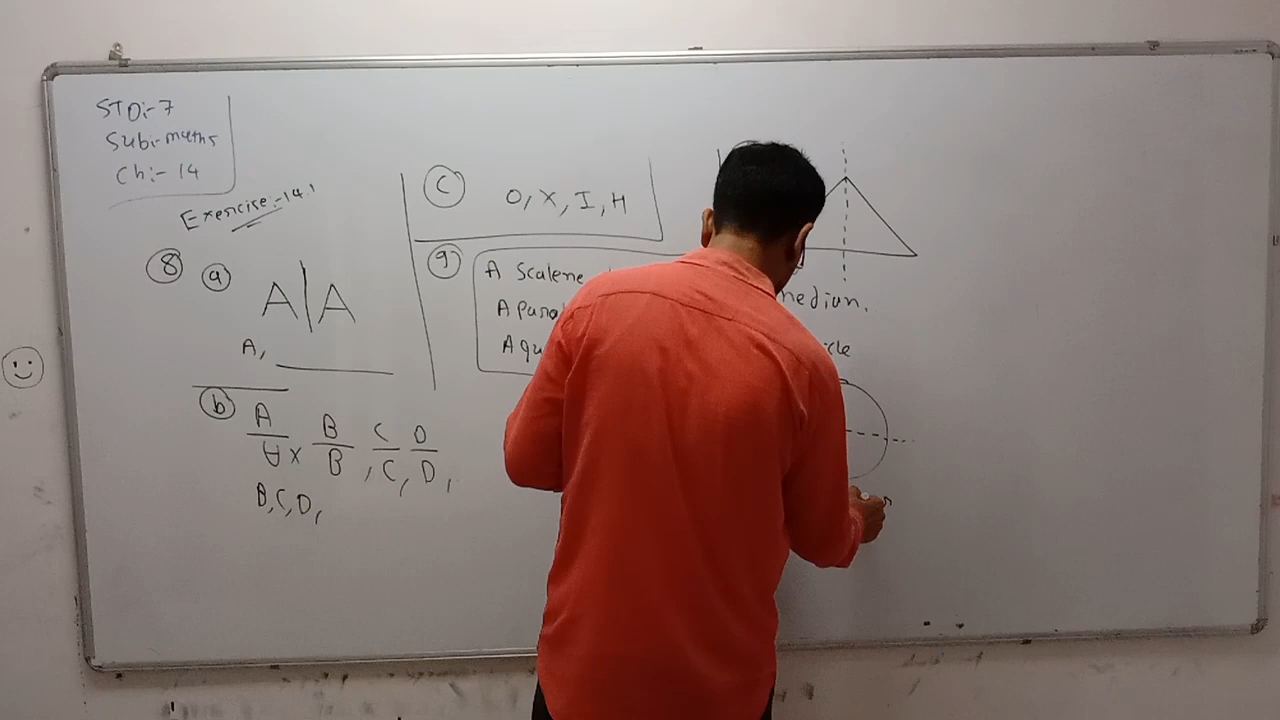 STD:- 7
Sub:- maths
Ch:- 14
Exercise:- 14.1
8 a
A | A
A,
b
A B C D
A x B , C , D ,
B, C, D,
c O, X, I, H
9 A Scalene median.
A
A